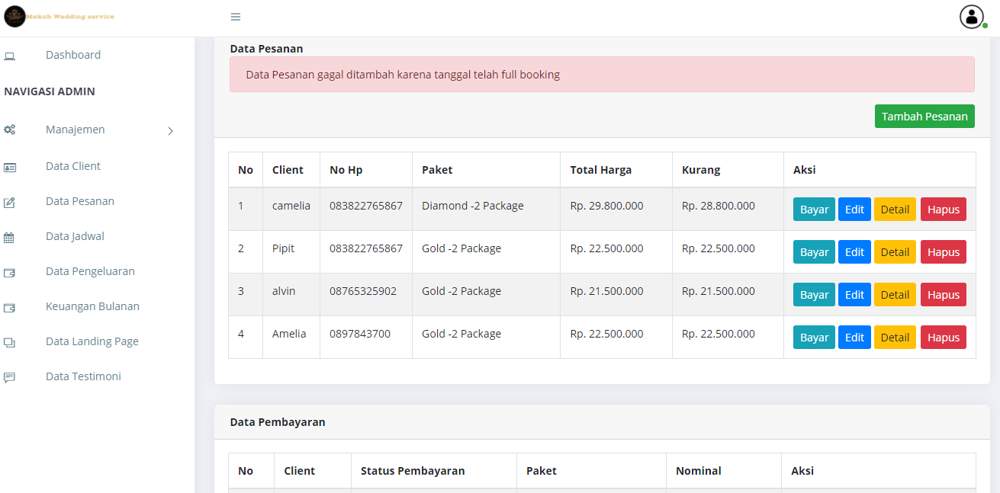 Makah Wedding service
Dashboard
NAVIGASI ADMIN
Manajemen
Data Client
Data Pesanan
Data Jadwal
Data Pengeluaran
Keuangan Bulanan
Data Landing Page
Data Testimoni
Data Pesanan
Data Pesanan gagal ditambah karena tanggal telah full booking
Tambah Pesanan
No Client No Hp Paket Total Harga Kurang Aksi
1 camelia 083822765867 Diamond -2 Package Rp. 29.800.000 Rp. 28.800.000 Bayar Edit Detail Hapus
2 Pipit 083822765867 Gold -2 Package Rp. 22.500.000 Rp. 22.500.000 Bayar Edit Detail Hapus
3 alvin 08765325902 Gold -2 Package Rp. 21.500.000 Rp. 21.500.000 Bayar Edit Detail Hapus
4 Amelia 0897843700 Gold -2 Package Rp. 22.500.000 Rp. 22.500.000 Bayar Edit Detail Hapus
Data Pembayaran
No Client Status Pembayaran Paket Nominal Aksi